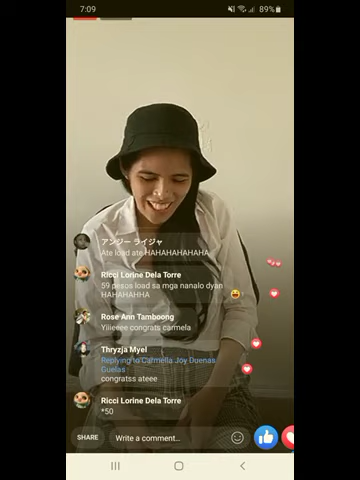 7:09
89%
アンジー ライジャ
Ate load ate HAHAHAHAHAHA
Ricci Lorine Dela Torre
59 pesos load sa mga nanalo dyan
HAHAHAHHA
Rose Ann Tamboong
Yiiieeee congrats carmela
Thryzja Myel
Replying to Carmella Joy Duenas
Guelas
congratss ateee
Ricci Lorine Dela Torre
*50
SHARE
Write a comment...